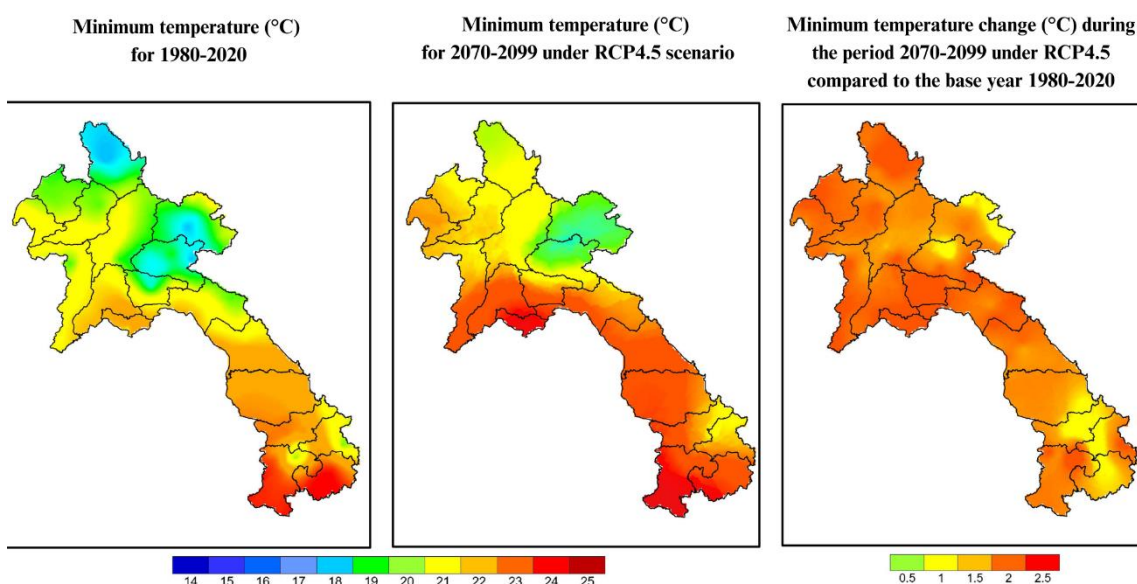 Minimum temperature (°C)
for 1980-2020
Minimum temperature (°C)
for 2070-2099 under RCP4.5 scenario
Minimum temperature change (°C) during
the period 2070-2099 under RCP4.5
compared to the base year 1980-2020
14 15 16 17 18 19 20 21 22 23 24 25
0.5 1 1.5 2 2.5